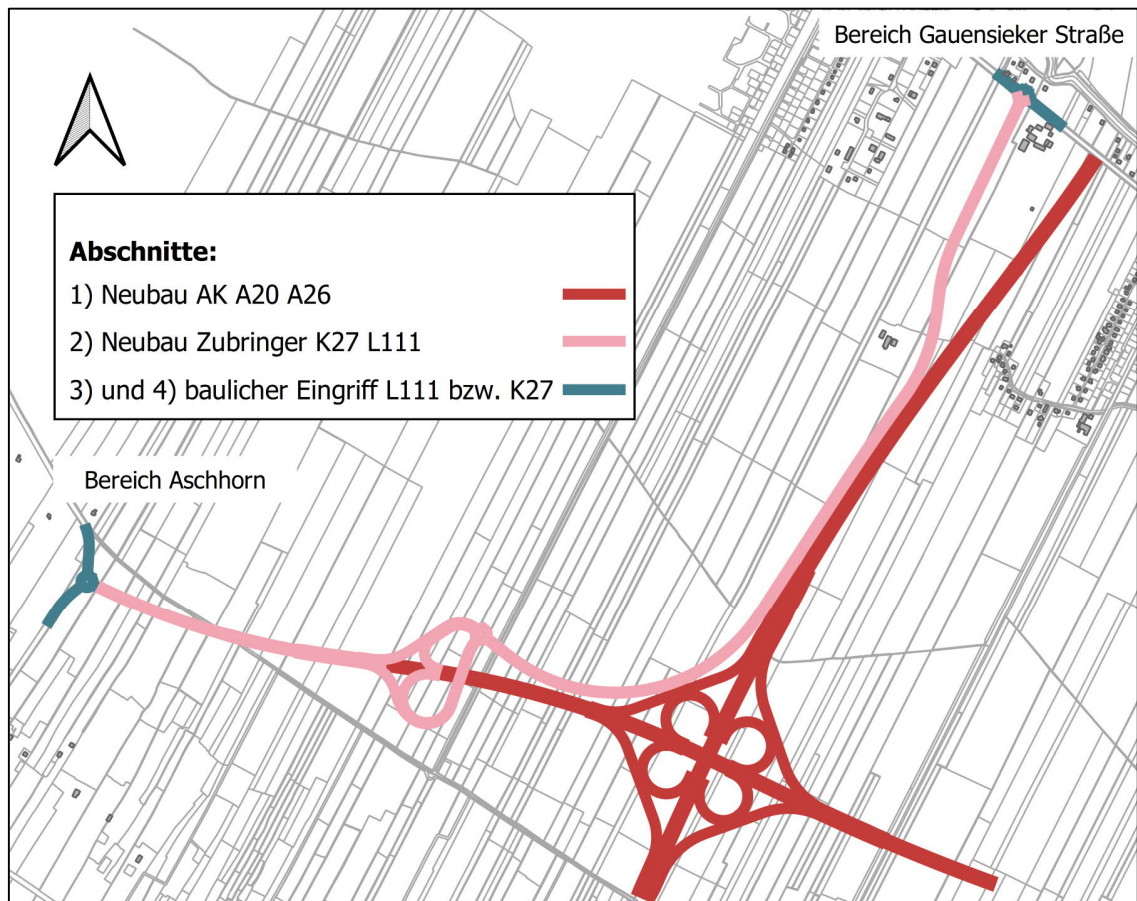 Bereich Gauensieker Straße
Abschnitte:
1) Neubau AK A20 A26
2) Neubau Zubringer K27 L111
3) und 4) baulicher Eingriff L111 bzw. K27
Bereich Aschhorn